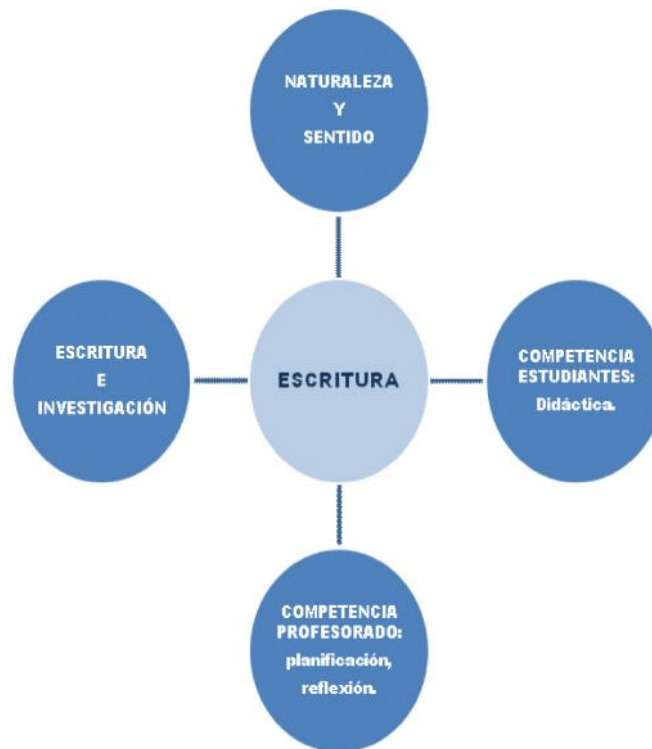 NATURALEZA
Y
SENTIDO
ESCRITURA
E
INVESTIGACIÓN
ESCRITURA
COMPETENCIA
ESTUDIANTES:
Didáctica.
COMPETENCIA
PROFESORADO:
planificación,
reflexión.